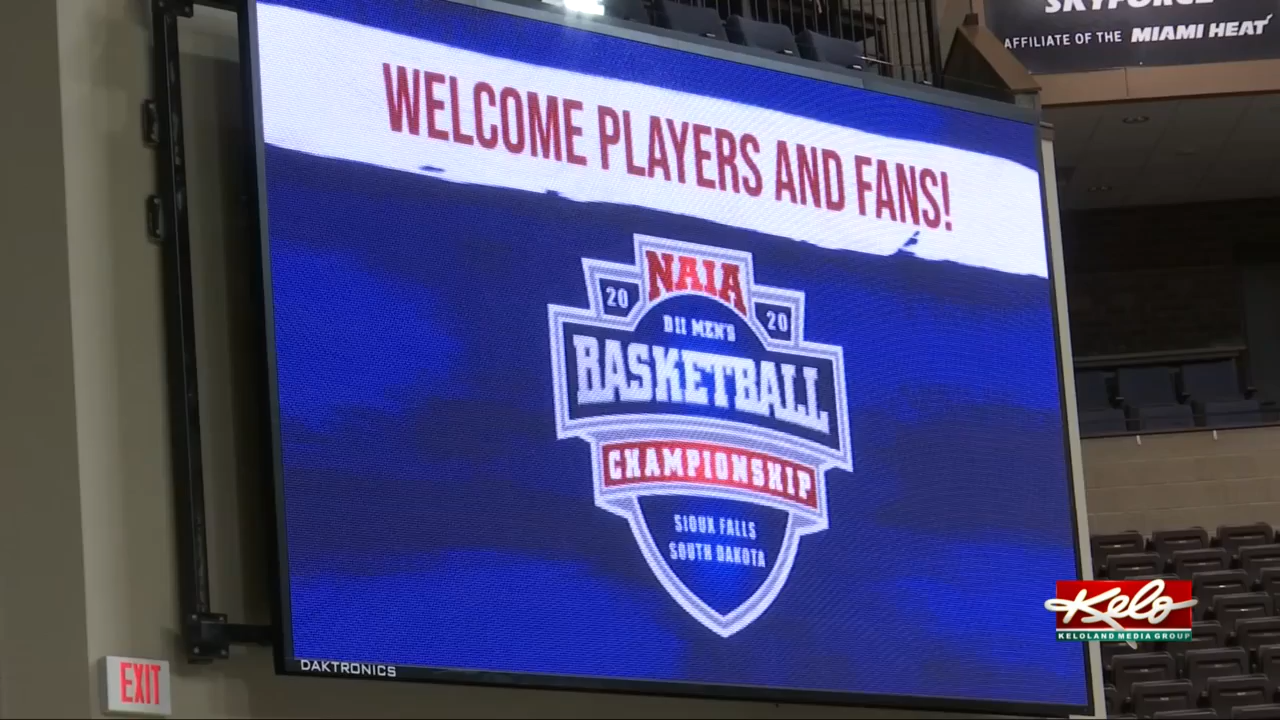 SKYFORCE
AFFILIATE OF THE MIAMI HEAT
WELCOME PLAYERS AND FANS!
NAIA
20 20
DII MEN'S
BASKETBALL
CHAMPIONSHIP
SIOUX FALLS
SOUTH DAKOTA
Kelo
KELOLAND MEDIA GROUP
DAKTRONICS
EXIT